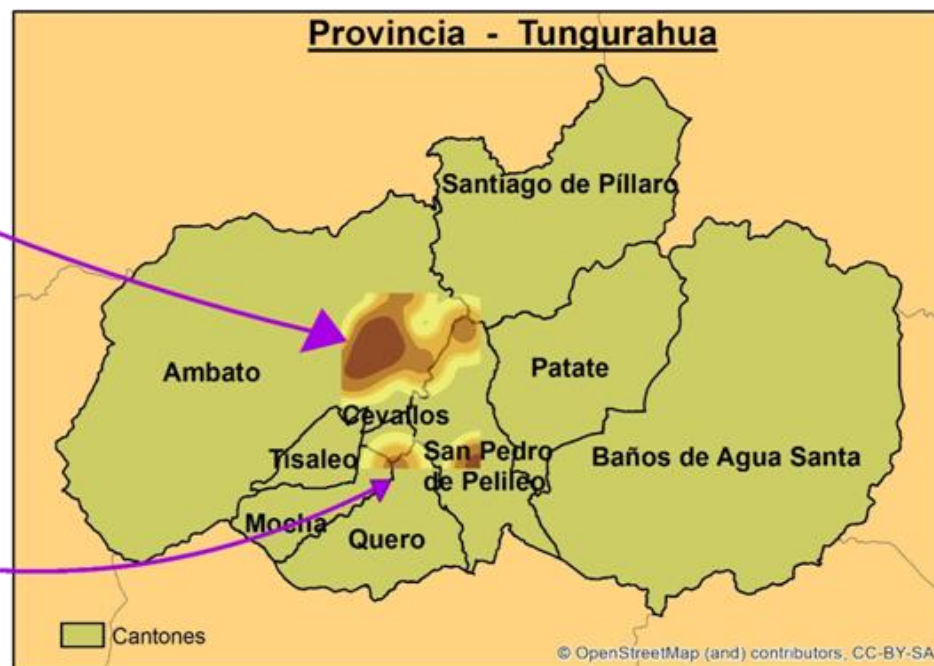 Provincia - Tungurahua
Santiago de Píllaro
Ambato
Patate
Cevallos
Tisaleo
San Pedro
de Pelileo
Baños de Agua Santa
Mocha
Quero
Cantones
© OpenStreetMap (and) contributors, CC-BY-SA